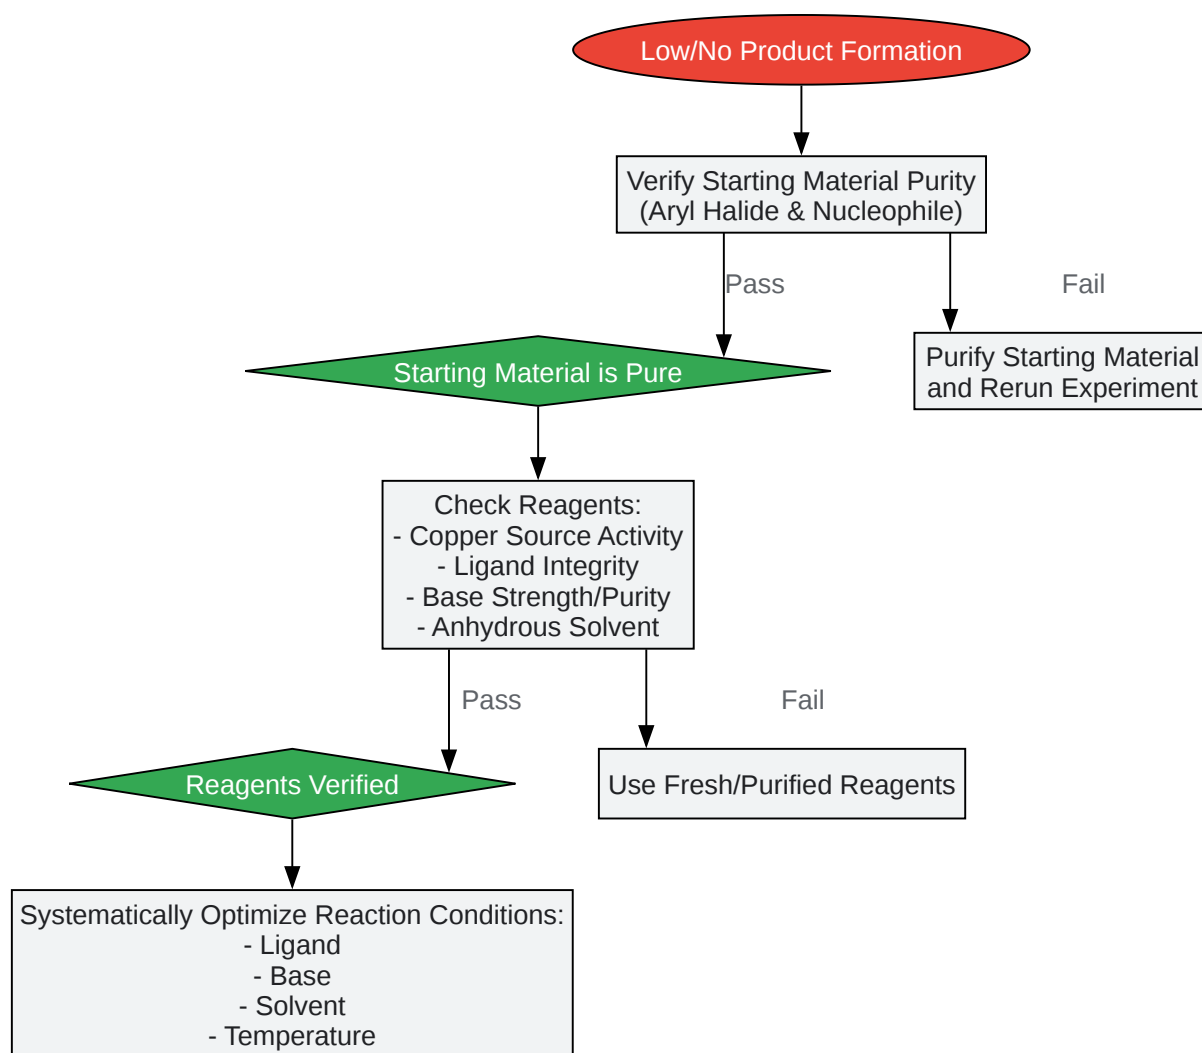 Low/No Product Formation
Verify Starting Material Purity
(Aryl Halide & Nucleophile)
Pass
Fail
Starting Material is Pure
Purify Starting Material
and Rerun Experiment
Check Reagents:
- Copper Source Activity
- Ligand Integrity
- Base Strength/Purity
- Anhydrous Solvent
Pass
Fail
Reagents Verified
Use Fresh/Purified Reagents
Systematically Optimize Reaction Conditions:
- Ligand
- Base
- Solvent
- Temperature